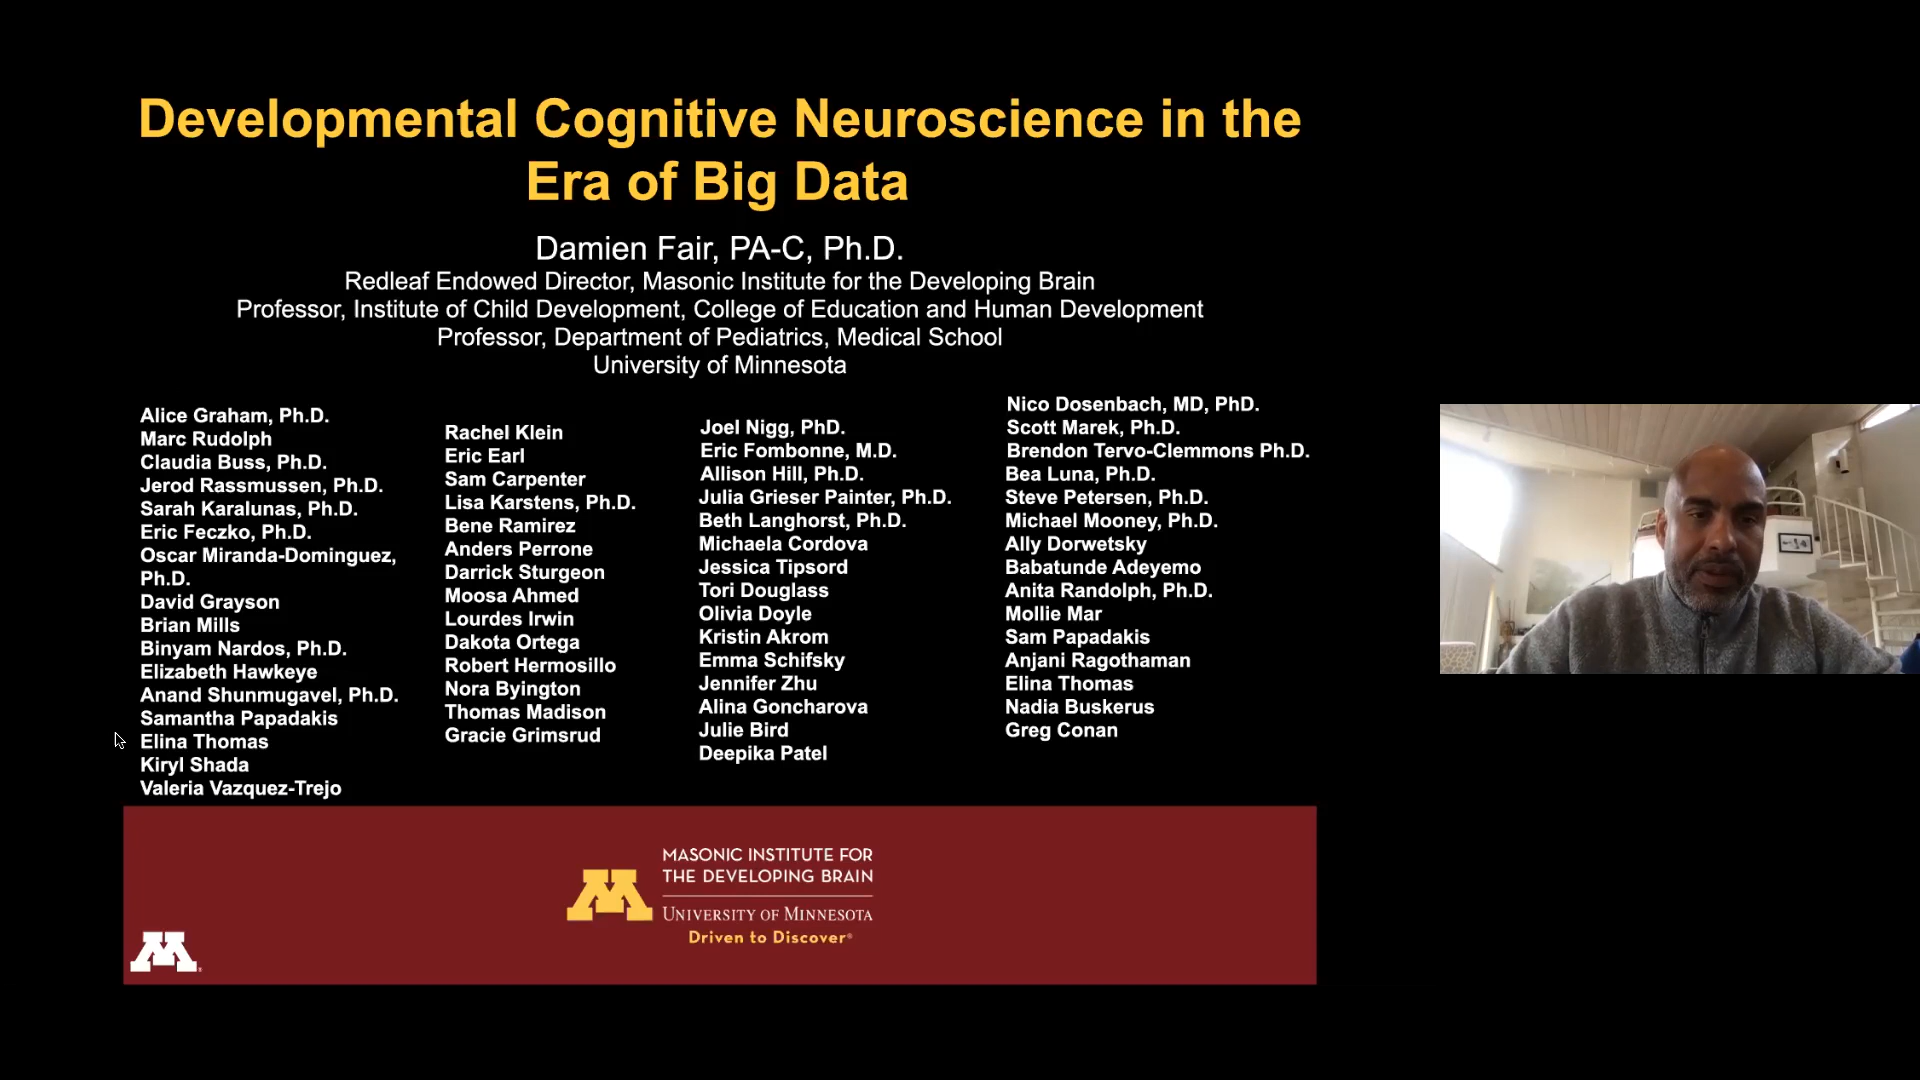 Developmental Cognitive Neuroscience in the
Era of Big Data
Damien Fair, PA-C, Ph.D.
Redleaf Endowed Director, Masonic Institute for the Developing Brain
Professor, Institute of Child Development, College of Education and Human Development
Professor, Department of Pediatrics, Medical School
University of Minnesota
Alice Graham, Ph.D.
Marc Rudolph
Claudia Buss, Ph.D.
Jerod Rassmussen, Ph.D.
Sarah Karalunas, Ph.D.
Eric Feczko, Ph.D.
Oscar Miranda-Dominguez,
Ph.D.
David Grayson
Brian Mills
Binyam Nardos, Ph.D.
Elizabeth Hawkeye
Anand Shunmugavel, Ph.D.
Samantha Papadakis
Elina Thomas
Kiryl Shada
Valeria Vazquez-Trejo
Rachel Klein
Eric Earl
Sam Carpenter
Lisa Karstens, Ph.D.
Bene Ramirez
Anders Perrone
Darrick Sturgeon
Moosa Ahmed
Lourdes Irwin
Dakota Ortega
Robert Hermosillo
Nora Byington
Thomas Madison
Gracie Grimsrud
Joel Nigg, PhD.
Eric Fombonne, M.D.
Allison Hill, Ph.D.
Julia Grieser Painter, Ph.D.
Beth Langhorst, Ph.D.
Michaela Cordova
Jessica Tipsord
Tori Douglass
Olivia Doyle
Kristin Akrom
Emma Schifsky
Jennifer Zhu
Alina Goncharova
Julie Bird
Deepika Patel
Nico Dosenbach, MD, PhD.
Scott Marek, Ph.D.
Brendon Tervo-Clemmons Ph.D.
Bea Luna, Ph.D.
Steve Petersen, Ph.D.
Michael Mooney, Ph.D.
Ally Dorwetsky
Babatunde Adeyemo
Anita Randolph, Ph.D.
Mollie Mar
Sam Papadakis
Anjani Ragothaman
Elina Thomas
Nadia Buskerus
Greg Conan
MASONIC INSTITUTE FOR
THE DEVELOPING BRAIN
M
UNIVERSITY OF MINNESOTA
Driven to Discover®
M